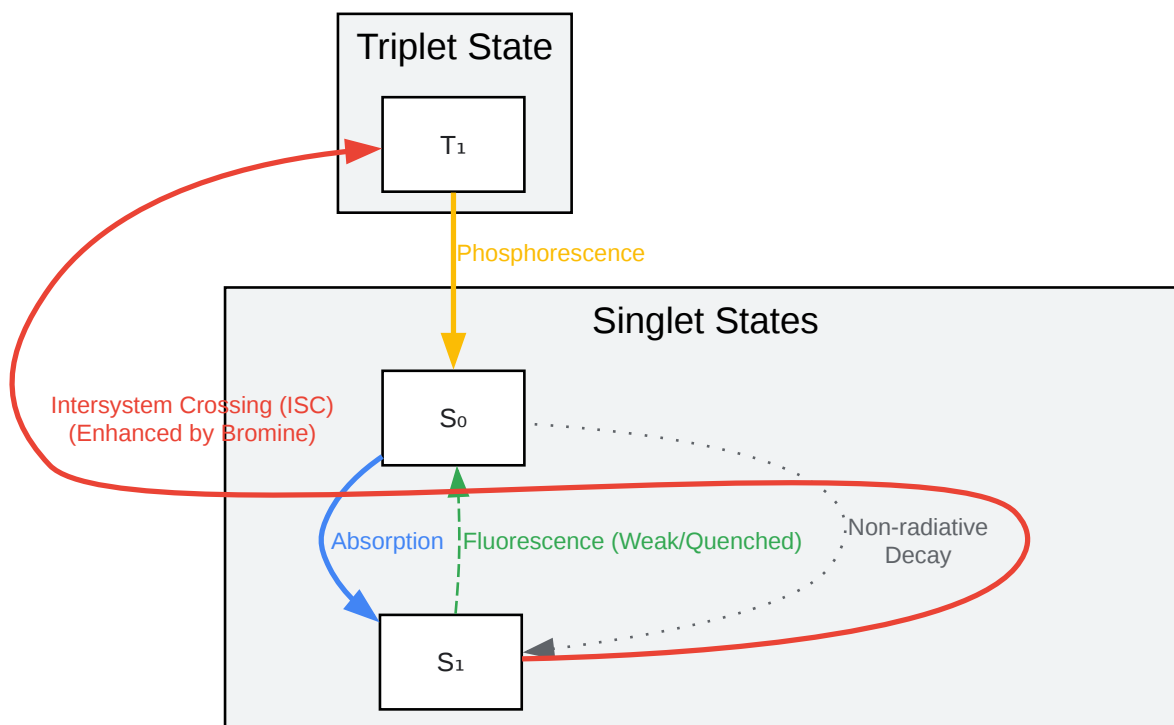 Triplet State
T₁
Phosphorescence
Singlet States
S₀
Intersystem Crossing (ISC)
(Enhanced by Bromine)
Absorption
Fluorescence (Weak/Quenched)
Non-radiative
Decay
S₁